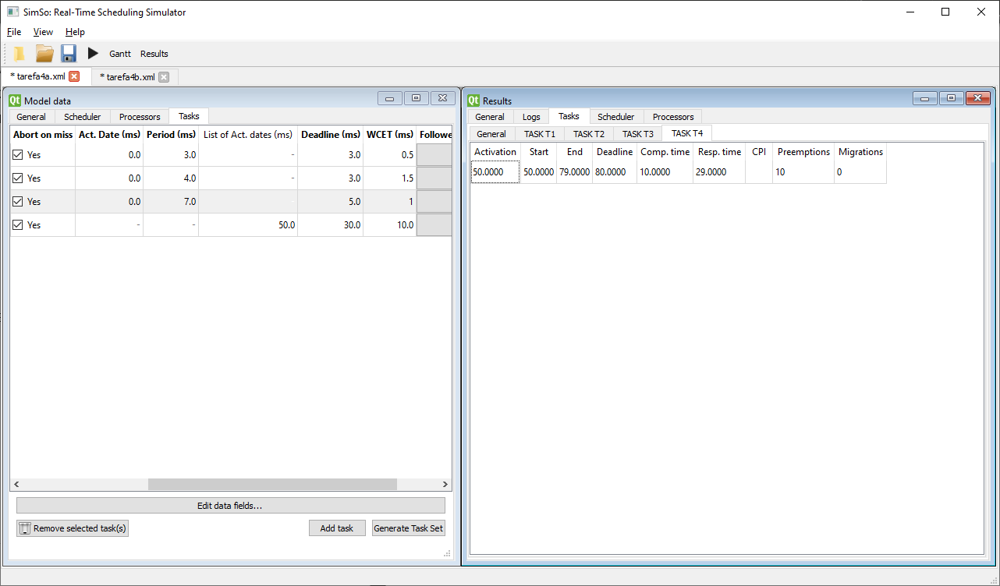 SimSo: Real-Time Scheduling Simulator
File View Help
Gantt Results
* tarefa4a.xml * tarefa4b.xml
Qt Model data
General Scheduler Processors Tasks
Abort on miss Act. Date (ms) Period (ms) List of Act. dates (ms) Deadline (ms) WCET (ms) Followe
Yes 0.0 3.0 - 3.0 0.5
Yes 0.0 4.0 - 3.0 1.5
Yes 0.0 7.0 - 5.0 1
Yes - - 50.0 30.0 10.0
Edit data fields...
Remove selected task(s) Add task Generate Task Set
Qt Results
General Logs Tasks Scheduler Processors
General TASK T1 TASK T2 TASK T3 TASK T4
Activation Start End Deadline Comp. time Resp. time CPI Preemptions Migrations
50.0000 50.0000 79.0000 80.0000 10.0000 29.0000 10 0